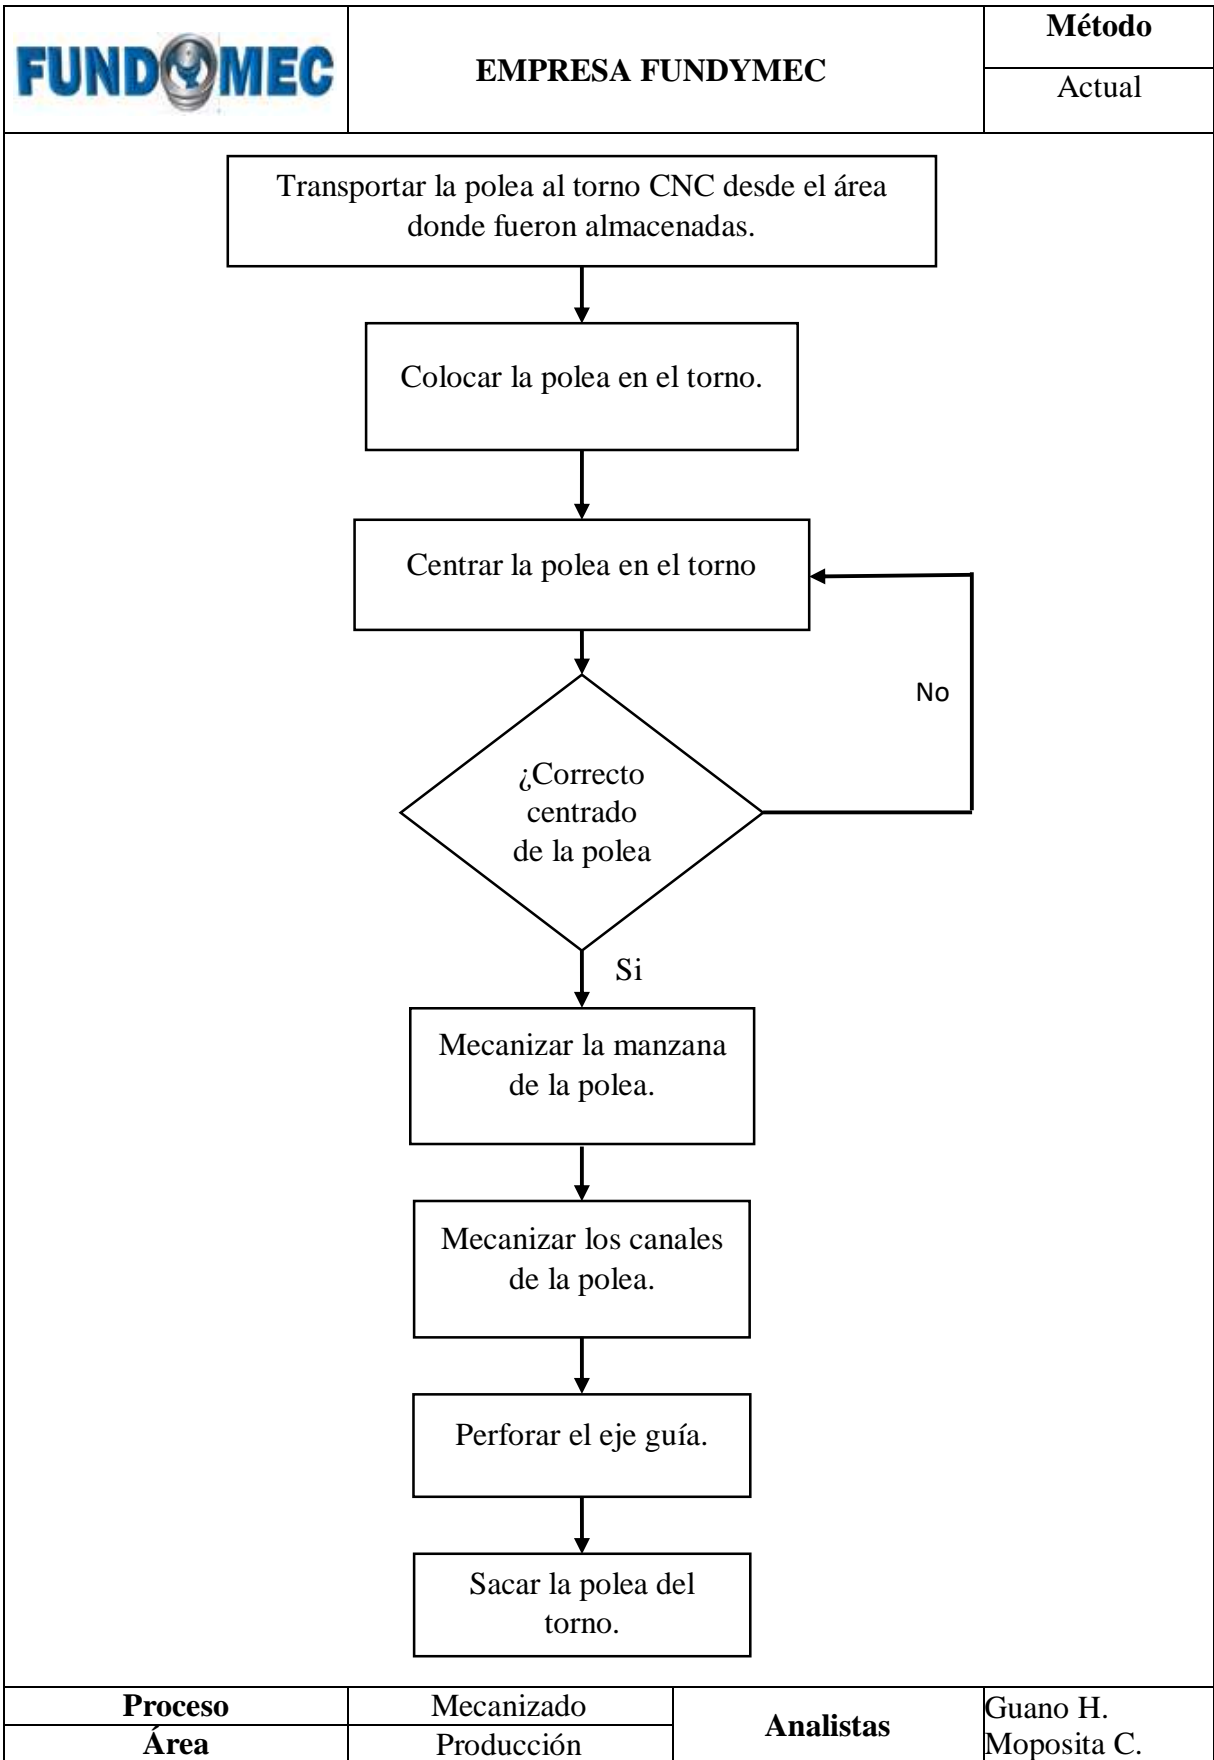 FUNDYMEC
EMPRESA FUNDYMEC
Método
Actual
Transportar la polea al torno CNC desde el área
donde fueron almacenadas.
Colocar la polea en el torno.
Centrar la polea en el torno
No
¿Correcto
centrado
de la polea
Si
Mecanizar la manzana
de la polea.
Mecanizar los canales
de la polea.
Perforar el eje guía.
Sacar la polea del
torno.
Proceso
Mecanizado
Analistas
Guano H.
Área
Producción
Moposita C.